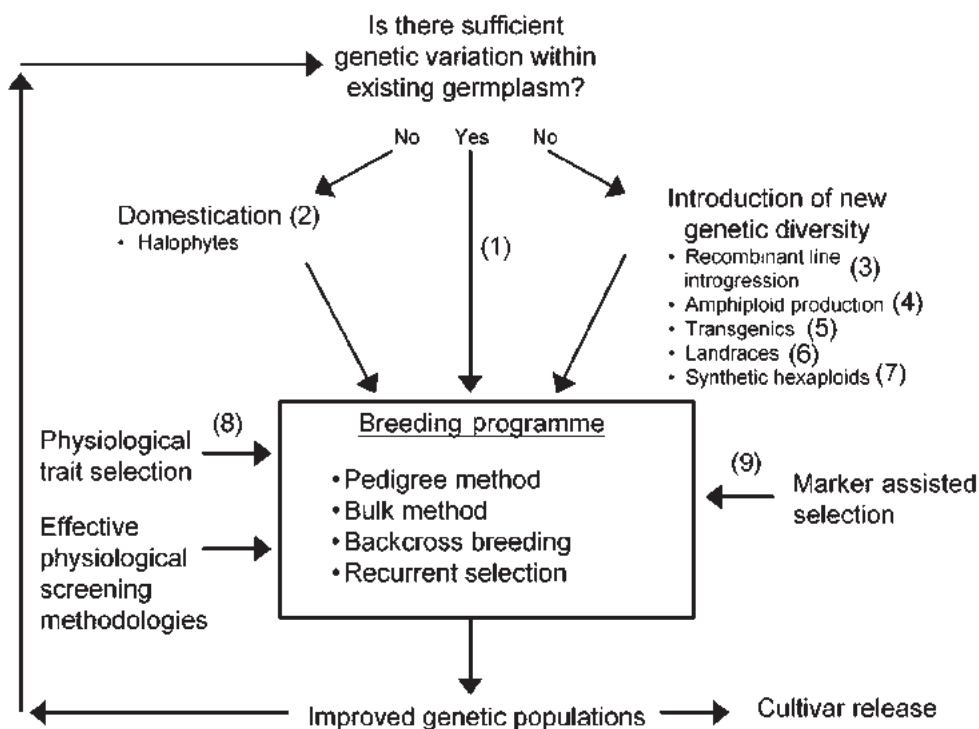 Is there sufficient
genetic variation within
existing germplasm?
No
Yes
No
Domestication (2)
• Halophytes
(1)
Introduction of new
genetic diversity
• Recombinant line
introgression (3)
• Amphiploid production (4)
• Transgenics (5)
• Landraces (6)
• Synthetic hexaploids (7)
Physiological
trait selection
(8)
Effective
physiological
screening
methodologies
Breeding programme
• Pedigree method
• Bulk method
• Backcross breeding
• Recurrent selection
(9)
Marker assisted
selection
Improved genetic populations
Cultivar release